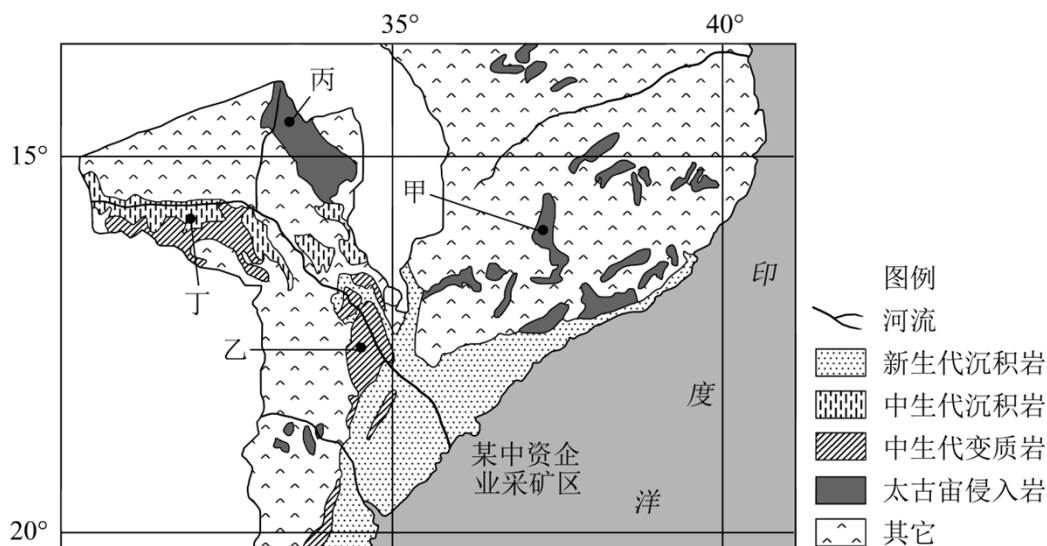 35°
40°
丙
15°
甲
丁
乙
印
度
洋
某中资企
业采矿区
20°
图例
河流
新生代沉积岩
中生代沉积岩
中生代变质岩
太古宙侵入岩
其它